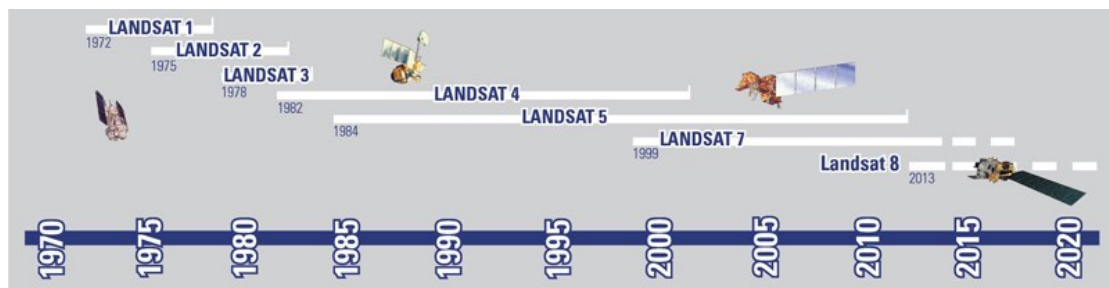 LANDSAT 1
1972
LANDSAT 2
1975
LANDSAT 3
1978
LANDSAT 4
1982
LANDSAT 5
1984
LANDSAT 7
1999
Landsat 8
2013
1970 1975 1980 1985 1990 1995 2000 2005 2010 2015 2020